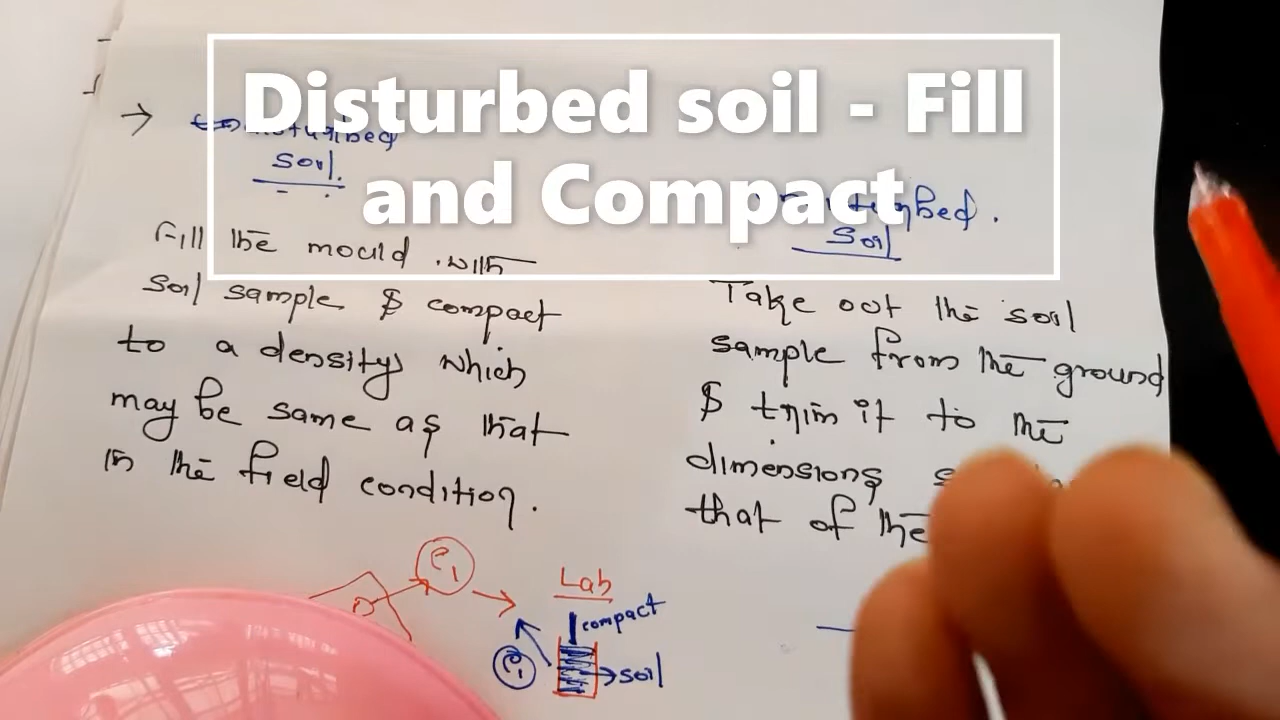 Disturbed soil - Fill
and Compact
soil.
Fill the mould with
soil sample & compact
to a density which
may be same as that
in the field condition.
soil
Take out the soil
sample from the ground
& trim it to the
dimensions
that of the
e1
Lab
compact
e1
soil